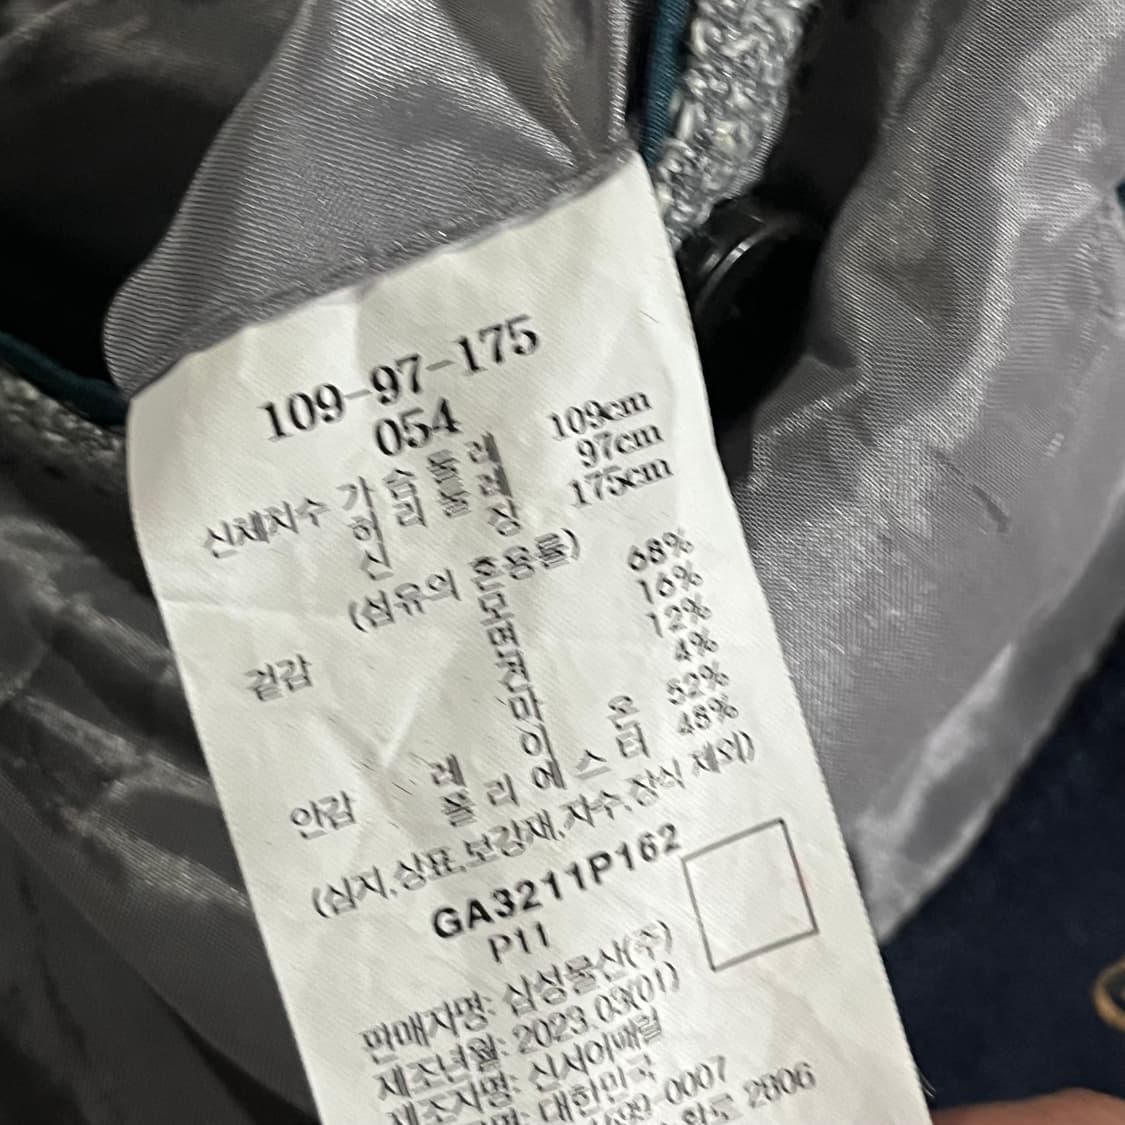 109-97-175
054
신체치수 가슴둘레 109cm
허리둘레 97cm
신장 175cm
(섬유의 혼용률)
겉감 모 68%
면 16%
견 12%
마 4%
안감 레이온 52%
폴리에스터 48%
(심지,상표,보강재,자수,장식 제외)
GA3211P162
P11
판매자명: 삼성물산(주)
제조년월: 2023.03(01)
제조자명: 신서어패럴
대한민국
-0007
2806